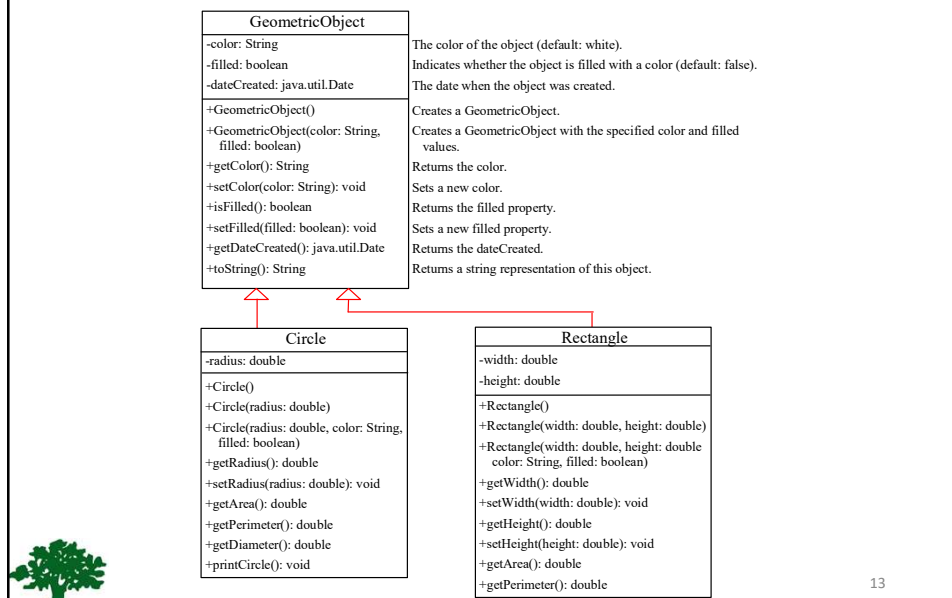 GeometricObject
-color: String
The color of the object (default: white).
-filled: boolean
Indicates whether the object is filled with a color (default: false).
-dateCreated: java.util.Date
The date when the object was created.
+GeometricObject()
Creates a GeometricObject.
+GeometricObject(color: String,
filled: boolean)
Creates a GeometricObject with the specified color and filled
values.
+getColor(): String
Returns the color.
+setColor(color: String): void
Sets a new color.
+isFilled(): boolean
Returns the filled property.
+setFilled(filled: boolean): void
Sets a new filled property.
+getDateCreated(): java.util.Date
Returns the dateCreated.
+toString(): String
Returns a string representation of this object.
Circle
-radius: double
+Circle()
+Circle(radius: double)
+Circle(radius: double, color: String,
filled: boolean)
+getRadius(): double
+setRadius(radius: double): void
+getArea(): double
+getPerimeter(): double
+getDiameter(): double
+printCircle(): void
Rectangle
-width: double
-height: double
+Rectangle()
+Rectangle(width: double, height: double)
+Rectangle(width: double, height: double
color: String, filled: boolean)
+getWidth(): double
+setWidth(width: double): void
+getHeight(): double
+setHeight(height: double): void
+getArea(): double
+getPerimeter(): double
13